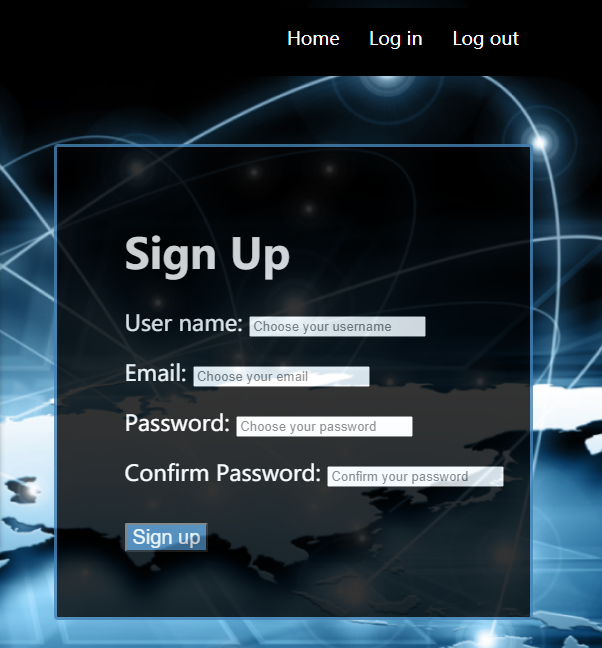 Home Log in Log out
Sign Up
User name: Choose your username
Email: Choose your email
Password: Choose your password
Confirm Password: Confirm your password
Sign up